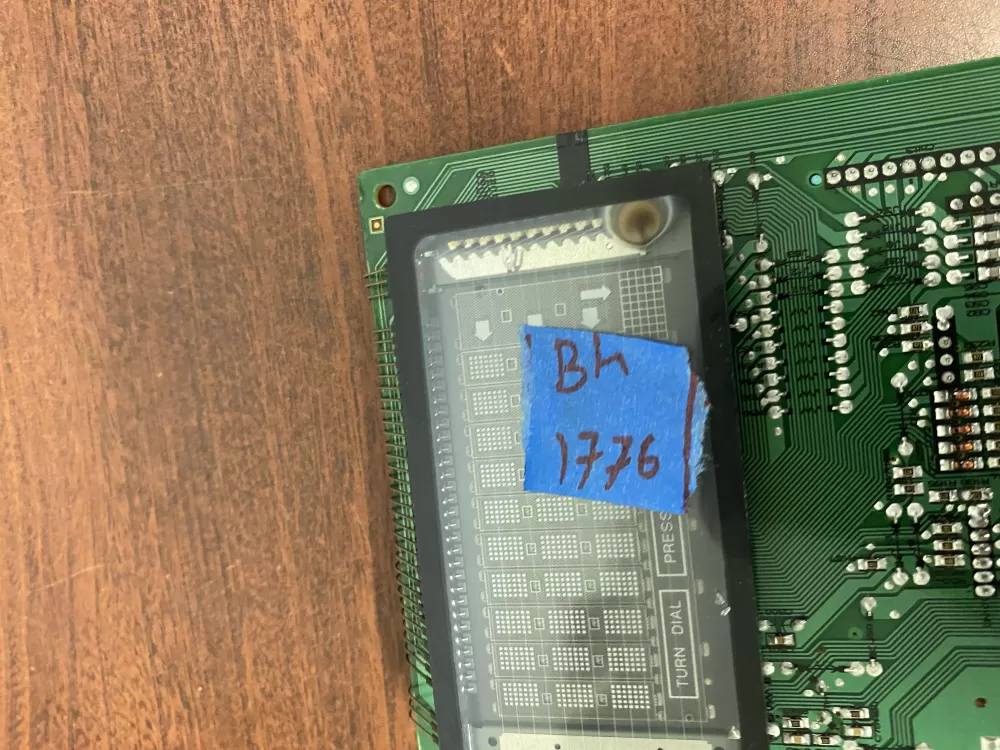 Bh
1776
PRESS
TURN DIAL